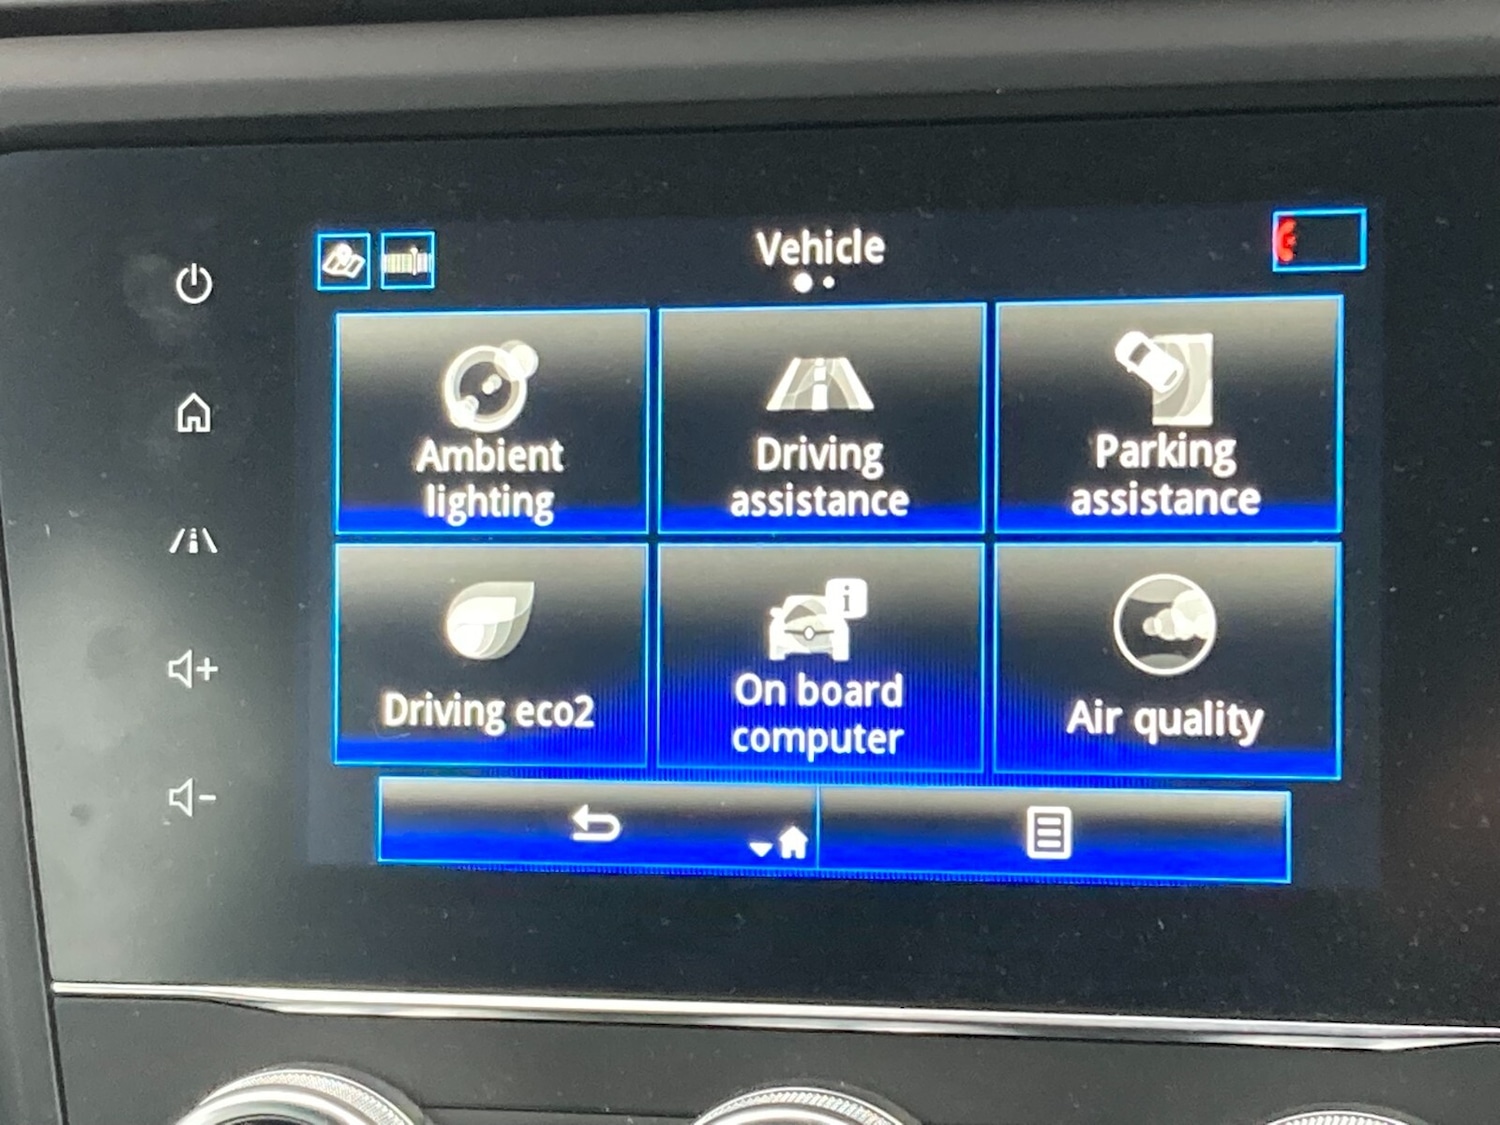 Vehicle
Ambient
lighting
Driving
assistance
Parking
assistance
Driving eco2
On board
computer
Air quality